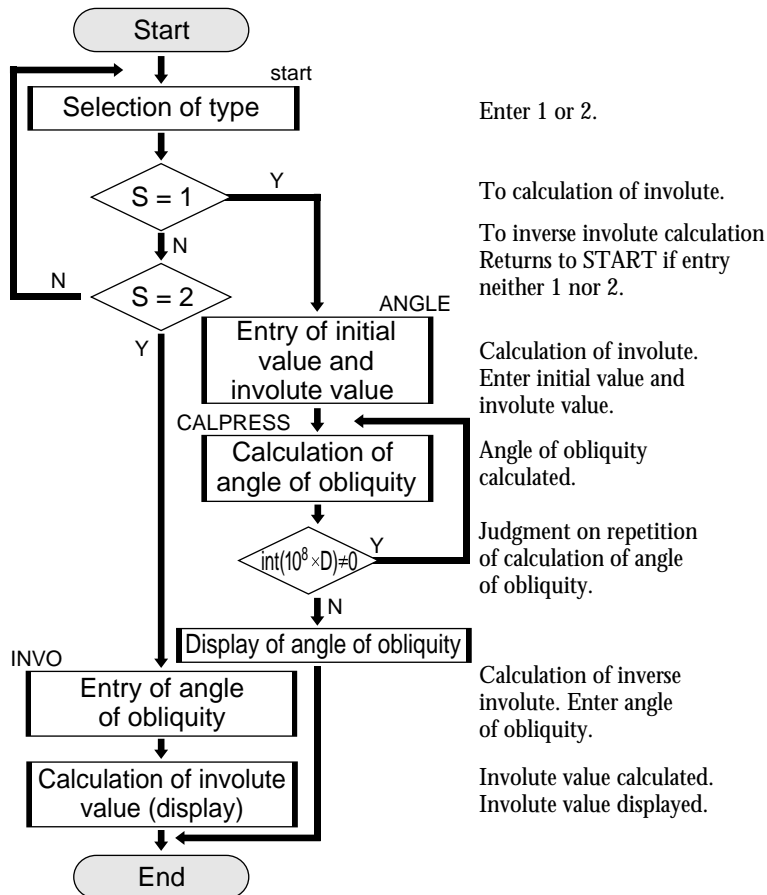 Start
start
Selection of type
Enter 1 or 2.
Y
S = 1
To calculation of involute.
N
To inverse involute calculation
Returns to START if entry
neither 1 nor 2.
N
S = 2
Y
ANGLE
Entry of initial
value and
involute value
Calculation of involute.
Enter initial value and
involute value.
CALPRESS
Calculation of
angle of obliquity
Angle of obliquity
calculated.
Y
int(10⁸ ×D)≠0
Judgment on repetition
of calculation of angle
of obliquity.
N
Display of angle of obliquity
INVO
Entry of angle
of obliquity
Calculation of inverse
involute. Enter angle
of obliquity.
Calculation of involute
value (display)
Involute value calculated.
Involute value displayed.
End